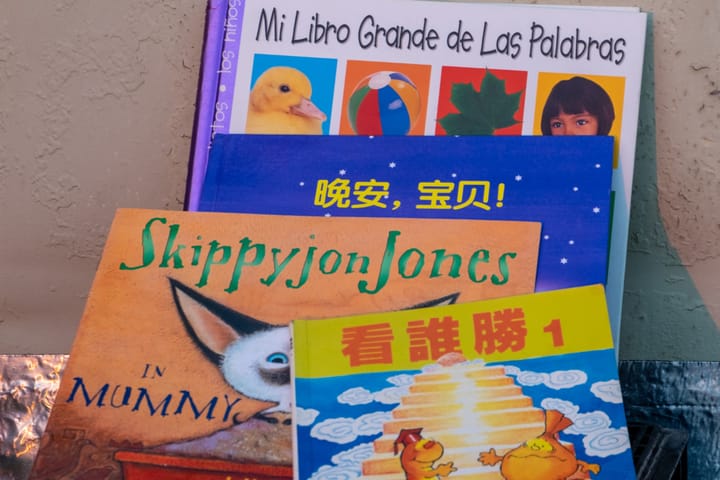 Mi Libro Grande de Las Palabras
los niños
晚安，宝贝！
Skippyjon Jones
IN
MUMMY
看誰勝 1